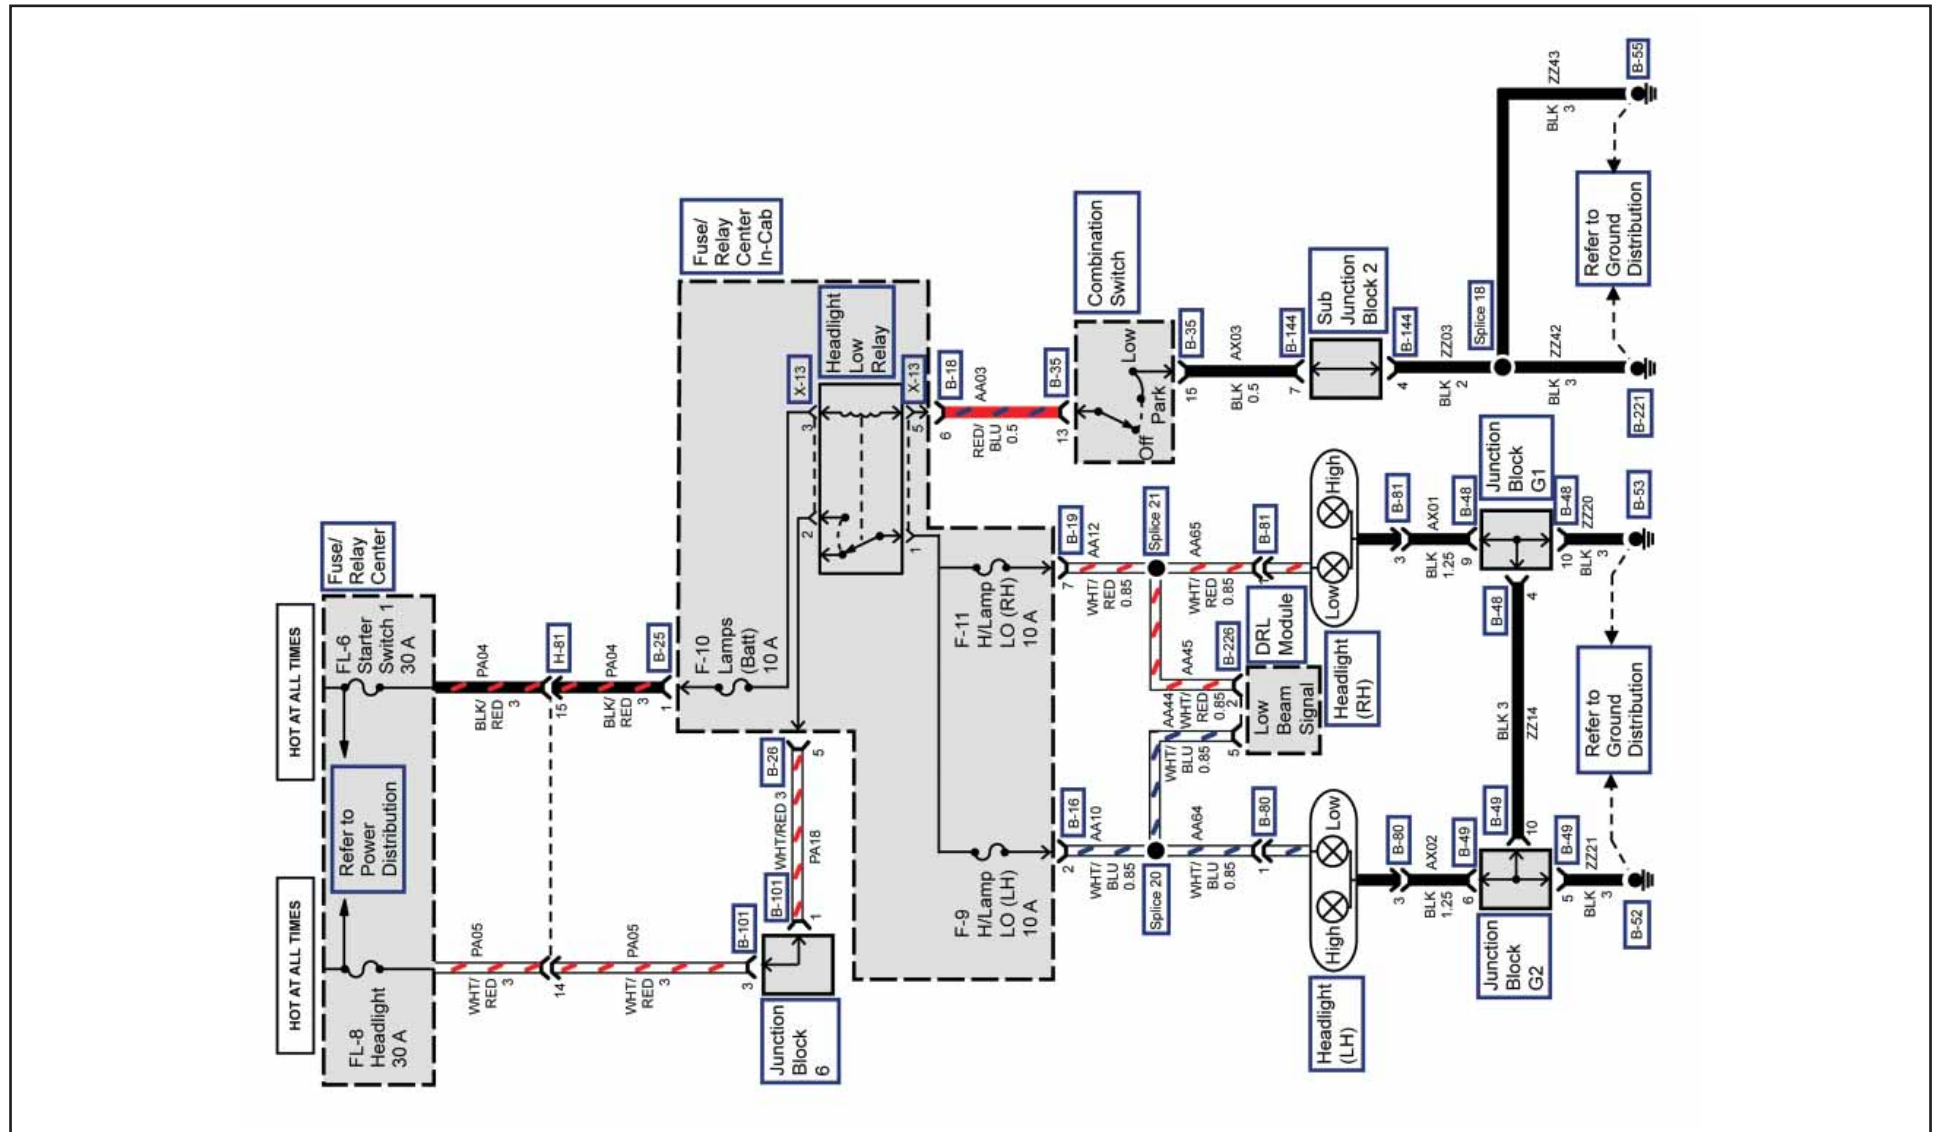 HOT AT ALL TIMES
HOT AT ALL TIMES
FL-8
Headlight
30 A
Refer to
Power
Distribution
FL-6
Starter
Switch 1
30 A
Fuse/
Relay
Center
WHT/
RED
3
PA05
BLK/
RED
3
PA04
14
15
H-81
WHT/
RED
3
PA05
BLK/
RED
3
PA04
3
B-101
1
B-25
Junction
Block
6
B-101
1
WHT/RED 3
PA18
B-26
5
F-10
Lamps
(Batt)
10 A
Fuse/
Relay
Center
In-Cab
2
3
X-13
Headlight
Low
Relay
1
5
X-13
F-9
H/Lamp
LO (LH)
10 A
F-11
H/Lamp
LO (RH)
10 A
6
B-18
RED/
BLU
0.5
AA03
13
B-35
Combination
Switch
Off
Park
Low
15
B-35
BLK
0.5
AX03
7
B-144
Sub
Junction
Block 2
4
B-144
BLK
2
ZZ03
Splice 18
BLK
3
ZZ42
BLK
3
ZZ43
B-221
B-55
Refer to
Ground
Distribution
2
B-16
WHT/
BLU
0.85
AA10
7
B-19
WHT/
RED
0.85
AA12
Splice 20
Splice 21
WHT/
BLU
0.85
AA64
WHT/
BLU
0.85
AA44
WHT/
RED
0.85
AA45
WHT/
RED
0.85
AA65
1
B-80
5
2
B-226
B-81
DRL
Module
Low
Beam
Signal
High
Low
Low
High
Headlight
(LH)
Headlight
(RH)
3
B-80
3
B-81
BLK
1.25
AX02
BLK
1.25
AX01
6
B-49
9
B-48
Junction
Block
G2
B-49
10
BLK 3
ZZ14
B-48
4
Junction
Block
G1
5
B-49
10
B-48
BLK
3
ZZ21
BLK
3
ZZ20
B-52
B-53
Refer to
Ground
Distribution